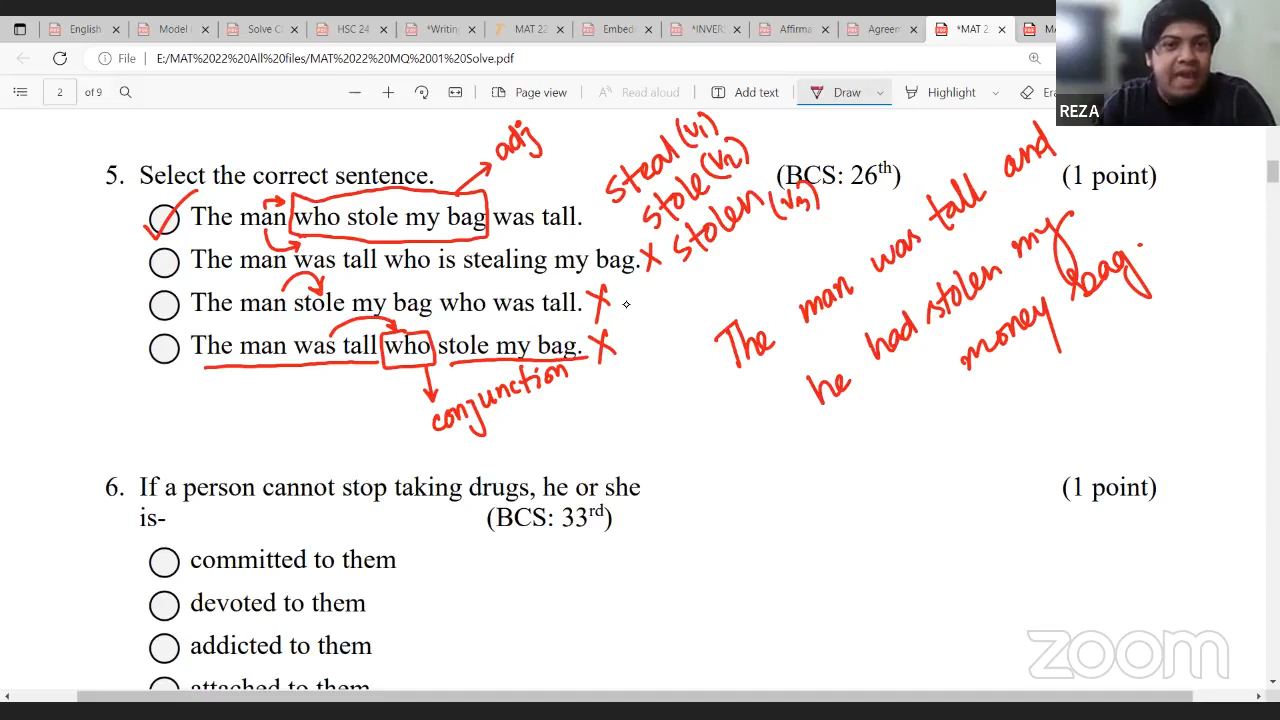 English
Model
Solve C
HSC 24
*Writing
MAT 22
Embed
*INVERS
Affirma
Agreem
*MAT 2
MA
File E:/MAT%2022%20All%20files/MAT%2022%20MQ%2001%20Solve.pdf
2 of 9
Page view
Read aloud
Add text
Draw
Highlight
Era
REZA
adj
steal (v1)
stole (v2)
stolen (v3)
5. Select the correct sentence. (BCS: 26th) (1 point)
The man who stole my bag was tall.
The man was tall who is stealing my bag. X
The man stole my bag who was tall. X
The man was tall who stole my bag. X
conjunction
The man was tall and
he had stolen my
money bag.
6. If a person cannot stop taking drugs, he or she (1 point)
is- (BCS: 33rd)
committed to them
devoted to them
addicted to them
attached to them
zoom